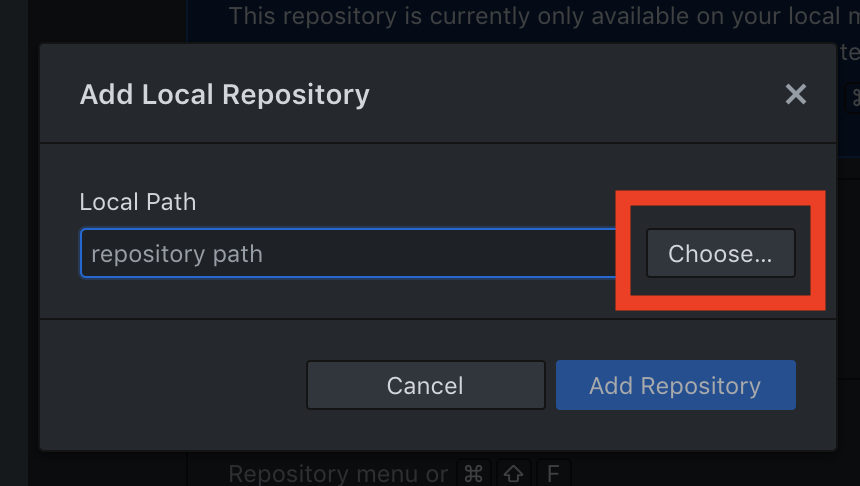 This repository is currently only available on your local m
te
Add Local Repository
⌘
Local Path
repository path
Choose...
Cancel
Add Repository
Repository menu or ⌘ ⇧ F